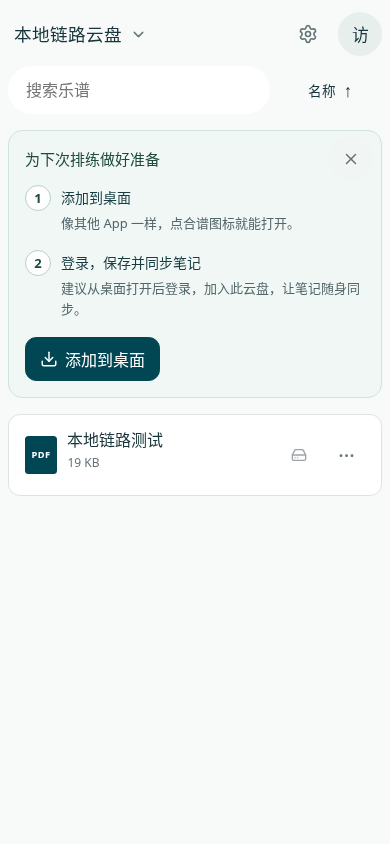 本地链路云盘
访
搜索乐谱
名称 ↑
为下次排练做好准备
1 添加到桌面
像其他 App 一样，点合谱图标就能打开。
2 登录，保存并同步笔记
建议从桌面打开后登录，加入此云盘，让笔记随身同
步。
添加到桌面
PDF
本地链路测试
19 KB